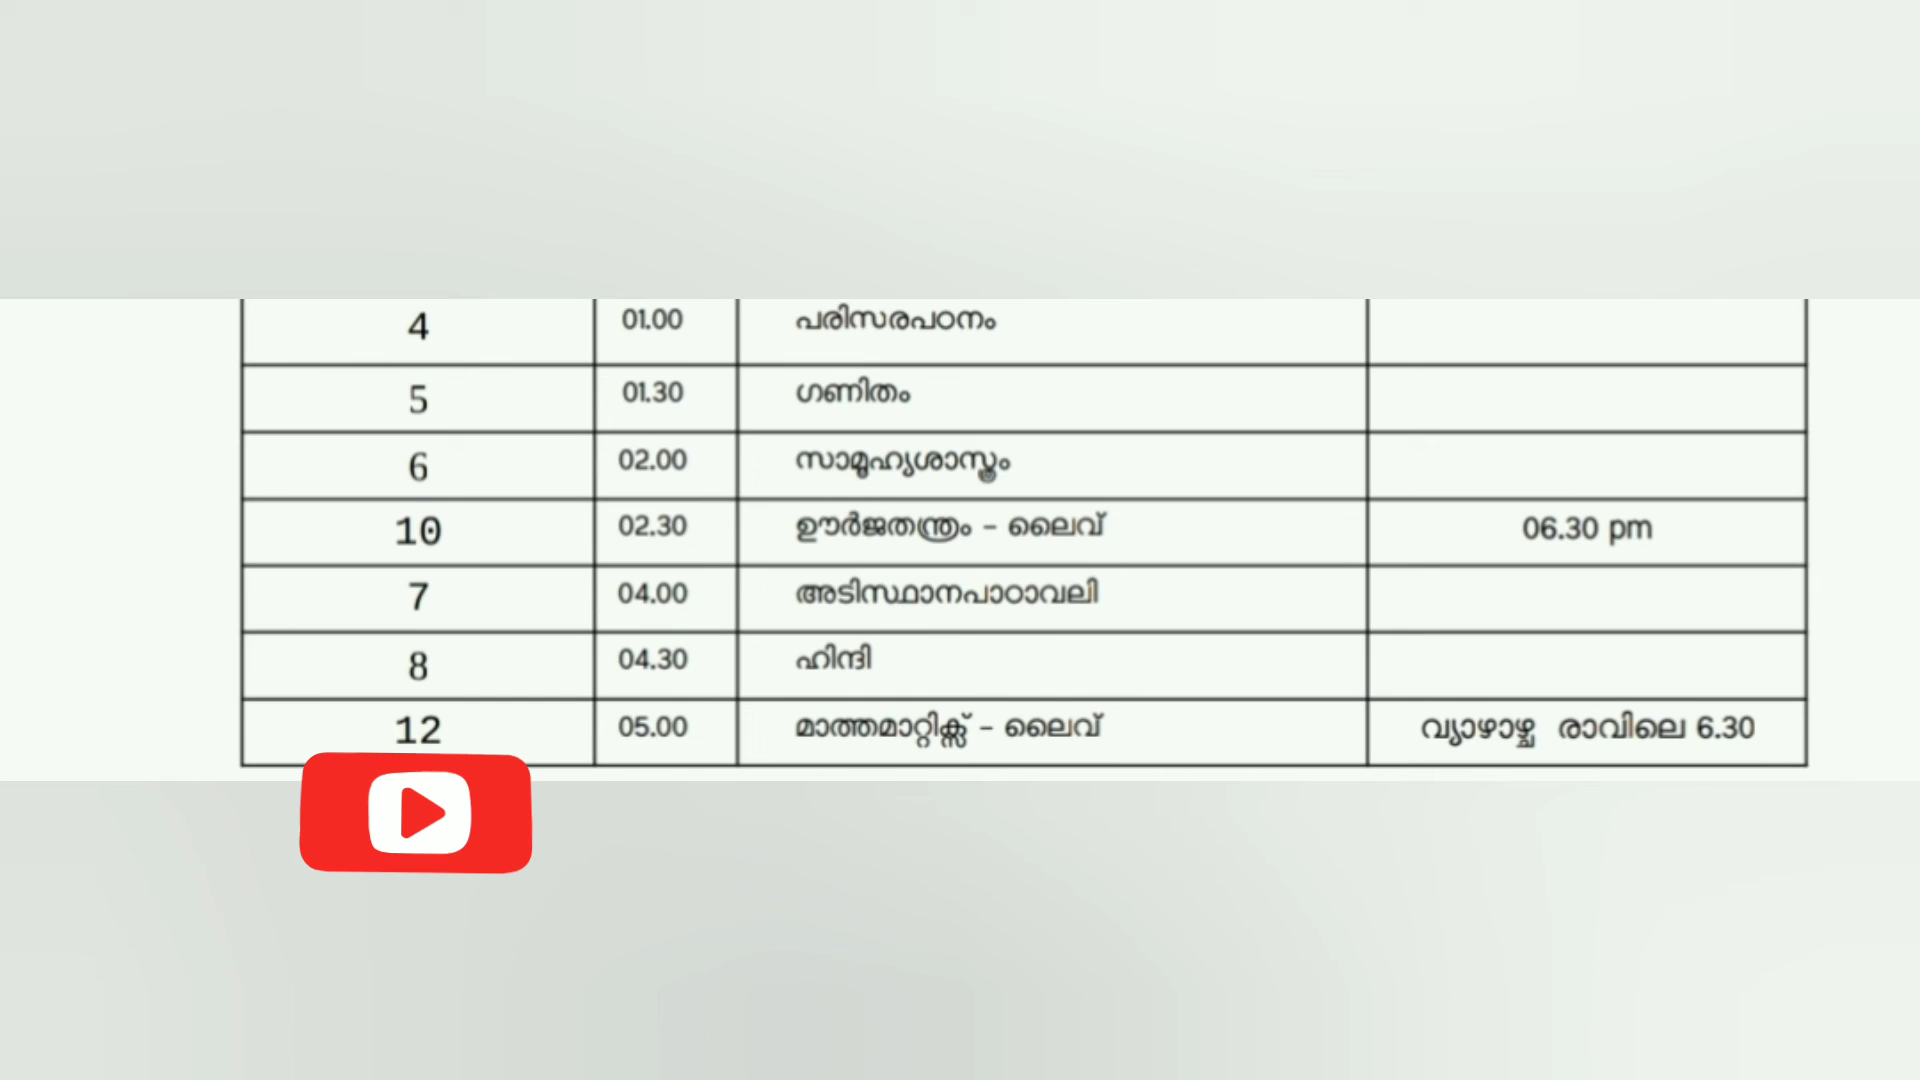 4 01.00 പരിസരപഠനം
5 01.30 ഗണിതം
6 02.00 സാമൂഹ്യശാസ്ത്രം
10 02.30 ഊർജതന്ത്രം – ലൈവ് 06.30 pm
7 04.00 അടിസ്ഥാനപാഠാവലി
8 04.30 ഹിന്ദി
12 05.00 മാത്തമാറ്റിക്സ് – ലൈവ് വ്യാഴാഴ്ച രാവിലെ 6.30